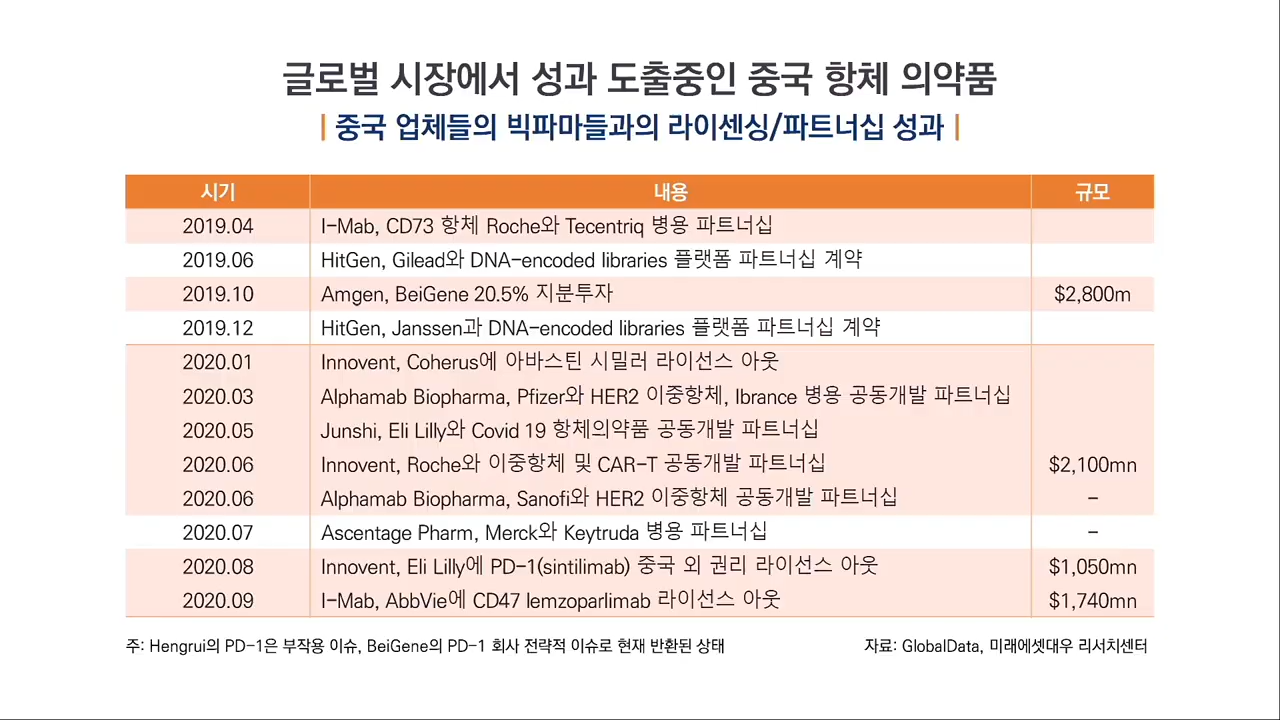 글로벌 시장에서 성과 도출중인 중국 항체 의약품
| 중국 업체들의 빅파마들과의 라이센싱/파트너십 성과 |
시기 내용 규모
2019.04 I-Mab, CD73 항체 Roche와 Tecentriq 병용 파트너십
2019.06 HitGen, Gilead와 DNA-encoded libraries 플랫폼 파트너십 계약
2019.10 Amgen, BeiGene 20.5% 지분투자 $2,800m
2019.12 HitGen, Janssen과 DNA-encoded libraries 플랫폼 파트너십 계약
2020.01 Innovent, Coherus에 아바스틴 시밀러 라이선스 아웃
2020.03 Alphamab Biopharma, Pfizer와 HER2 이중항체, Ibrance 병용 공동개발 파트너십
2020.05 Junshi, Eli Lilly와 Covid 19 항체의약품 공동개발 파트너십
2020.06 Innovent, Roche와 이중항체 및 CAR-T 공동개발 파트너십 $2,100mn
2020.06 Alphamab Biopharma, Sanofi와 HER2 이중항체 공동개발 파트너십 -
2020.07 Ascentage Pharm, Merck와 Keytruda 병용 파트너십 -
2020.08 Innovent, Eli Lilly에 PD-1(sintilimab) 중국 외 권리 라이선스 아웃 $1,050mn
2020.09 I-Mab, AbbVie에 CD47 lemzoparlimab 라이선스 아웃 $1,740mn
주: Hengrui의 PD-1은 부작용 이슈, BeiGene의 PD-1 회사 전략적 이슈로 현재 반환된 상태 자료: GlobalData, 미래에셋대우 리서치센터